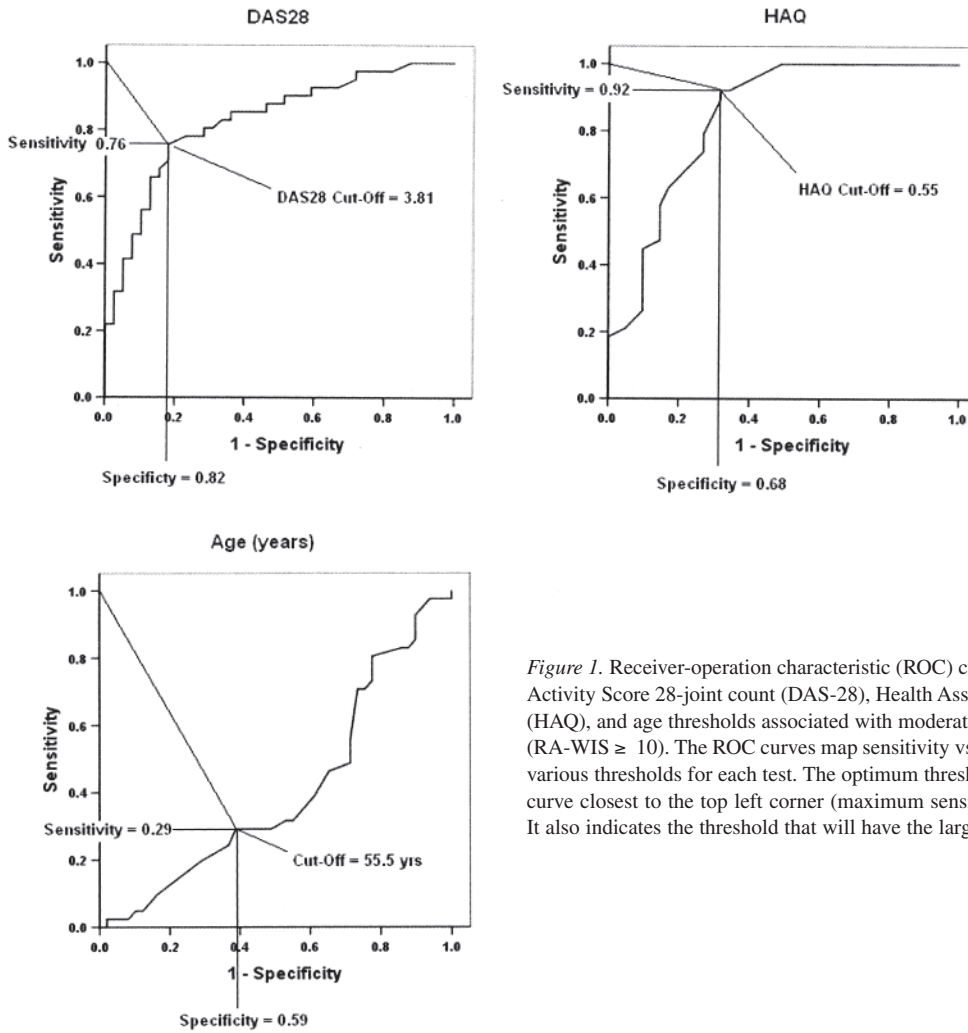 DAS28
1.0
0.8
Sensitivity 0.76
0.6
DAS28 Cut-Off = 3.81
0.4
0.2
0.0
Sensitivity
0.0 0.2 0.4 0.6 0.8 1.0
1 - Specificity
Specificty = 0.82
HAQ
1.0
Sensitivity = 0.92
0.8
HAQ Cut-Off = 0.55
0.6
0.4
0.2
0.0
Sensitivity
0.0 0.2 0.4 0.6 0.8 1.0
1 - Specificity
Specificity = 0.68
Age (years)
1.0
0.8
0.6
0.4
Sensitivity = 0.29
Cut-Off = 55.5 yrs
0.2
0.0
Sensitivity
0.0 0.2 0.4 0.6 0.8 1.0
1 - Specificity
Specificity = 0.59
Figure 1. Receiver-operation characteristic (ROC) c
Activity Score 28-joint count (DAS-28), Health Ass
(HAQ), and age thresholds associated with moderat
(RA-WIS ≥ 10). The ROC curves map sensitivity vs
various thresholds for each test. The optimum thresh
curve closest to the top left corner (maximum sens
It also indicates the threshold that will have the larg